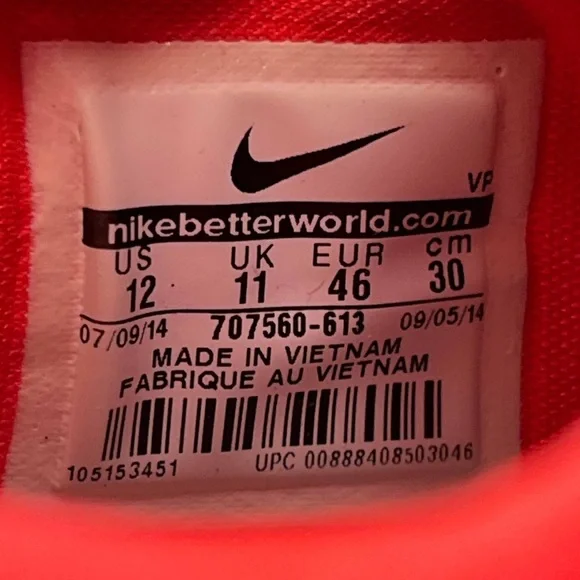 VP
nikebetterworld.com
US UK EUR cm
12 11 46 30
07/09/14 707560-613 09/05/14
MADE IN VIETNAM
FABRIQUE AU VIETNAM
105153451 UPC 00888408503046